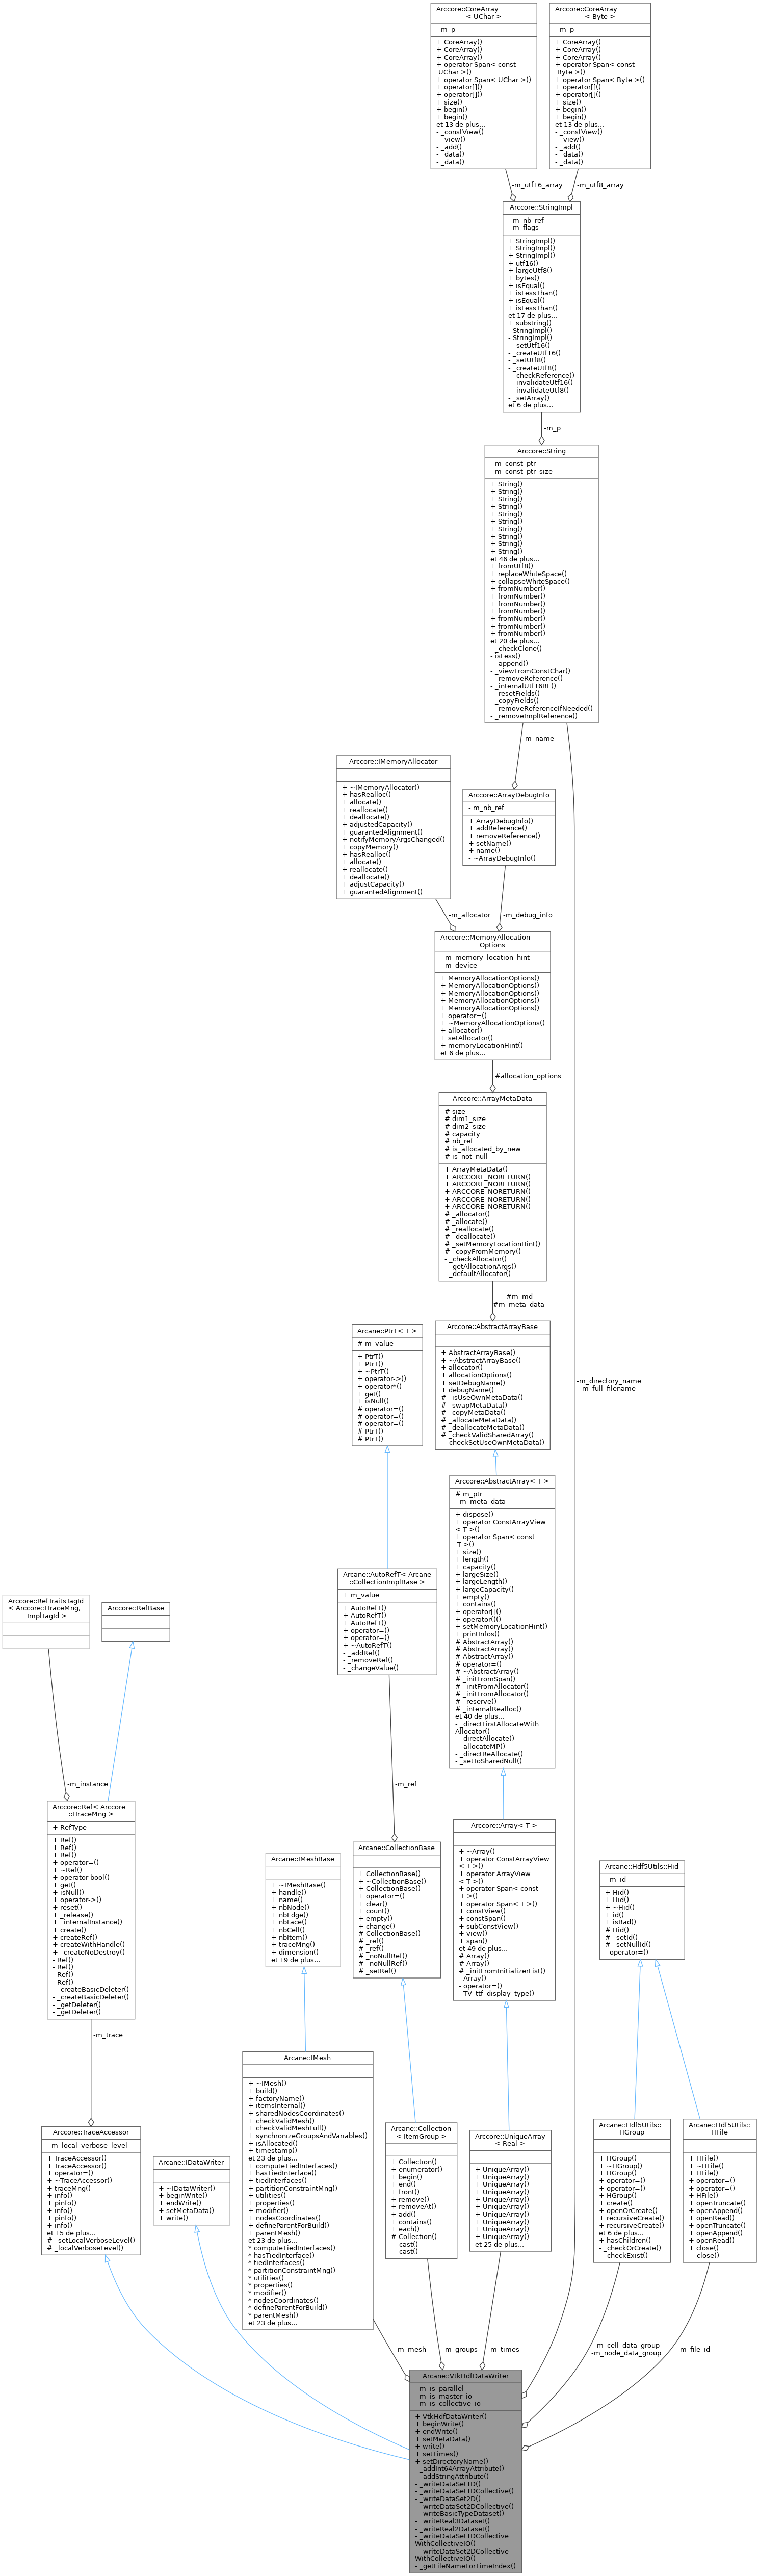 Arccore::CoreArray
< UChar >
- m_p
+ CoreArray()
+ CoreArray()
+ CoreArray()
+ operator Span< const
UChar >()
+ operator Span< UChar >()
+ operator[]()
+ operator[]()
+ size()
+ begin()
+ begin()
et 13 de plus...
- _constView()
- _view()
- _add()
- _data()
- _data()
Arccore::CoreArray
< Byte >
- m_p
+ CoreArray()
+ CoreArray()
+ CoreArray()
+ operator Span< const
Byte >()
+ operator Span< Byte >()
+ operator[]()
+ operator[]()
+ size()
+ begin()
+ begin()
et 13 de plus...
- _constView()
- _view()
- _add()
- _data()
- _data()
-m_utf16_array
-m_utf8_array
Arccore::StringImpl
- m_nb_ref
- m_flags
+ StringImpl()
+ StringImpl()
+ StringImpl()
+ utf16()
+ largeUtf8()
+ bytes()
+ isEqual()
+ isLessThan()
+ isEqual()
+ isLessThan()
et 17 de plus...
+ substring()
- StringImpl()
- StringImpl()
- _setUtf16()
- _createUtf16()
- _setUtf8()
- _createUtf8()
- _checkReference()
- _invalidateUtf16()
- _invalidateUtf8()
- _setArray()
et 6 de plus...
-m_p
Arccore::String
- m_const_ptr
- m_const_ptr_size
+ String()
+ String()
+ String()
+ String()
+ String()
+ String()
+ String()
+ String()
+ String()
+ String()
et 46 de plus...
+ fromUtf8()
+ replaceWhiteSpace()
+ collapseWhiteSpace()
+ fromNumber()
+ fromNumber()
+ fromNumber()
+ fromNumber()
+ fromNumber()
+ fromNumber()
+ fromNumber()
et 20 de plus...
- _checkClone()
- isLess()
- _append()
- _viewFromConstChar()
- _removeReference()
- _internalUtf16BE()
- _resetFields()
- _copyFields()
- _removeReferenceIfNeeded()
- _removeImplReference()
-m_name
Arccore::IMemoryAllocator
+ ~IMemoryAllocator()
+ hasRealloc()
+ allocate()
+ reallocate()
+ deallocate()
+ adjustedCapacity()
+ guarantedAlignment()
+ notifyMemoryArgsChanged()
+ copyMemory()
+ hasRealloc()
+ allocate()
+ reallocate()
+ deallocate()
+ adjustCapacity()
+ guarantedAlignment()
Arccore::ArrayDebugInfo
- m_nb_ref
+ ArrayDebugInfo()
+ addReference()
+ removeReference()
+ setName()
+ name()
- ~ArrayDebugInfo()
-m_allocator
-m_debug_info
Arccore::MemoryAllocation
Options
- m_memory_location_hint
- m_device
+ MemoryAllocationOptions()
+ MemoryAllocationOptions()
+ MemoryAllocationOptions()
+ MemoryAllocationOptions()
+ MemoryAllocationOptions()
+ operator=()
+ ~MemoryAllocationOptions()
+ allocator()
+ setAllocator()
+ memoryLocationHint()
et 6 de plus...
#allocation_options
Arccore::ArrayMetaData
# size
# dim1_size
# dim2_size
# capacity
# nb_ref
# is_allocated_by_new
# is_not_null
+ ArrayMetaData()
+ ARCCORE_NORETURN()
+ ARCCORE_NORETURN()
+ ARCCORE_NORETURN()
+ ARCCORE_NORETURN()
+ ARCCORE_NORETURN()
# _allocator()
# _allocate()
# _reallocate()
# _deallocate()
# _setMemoryLocationHint()
# _copyFromMemory()
- _checkAllocator()
- _getAllocationArgs()
- _defaultAllocator()
#m_md
#m_meta_data
Arcane::PtrT< T >
# m_value
+ PtrT()
+ PtrT()
+ ~PtrT()
+ operator->()
+ operator*()
+ get()
+ isNull()
# operator=()
# operator=()
# operator=()
# PtrT()
# PtrT()
Arccore::AbstractArrayBase
+ AbstractArrayBase()
+ ~AbstractArrayBase()
+ allocator()
+ allocationOptions()
+ setDebugName()
+ debugName()
# _isUseOwnMetaData()
# _swapMetaData()
# _copyMetaData()
# _allocateMetaData()
# _deallocateMetaData()
# _checkValidSharedArray()
- _checkSetUseOwnMetaData()
-m_directory_name
-m_full_filename
Arccore::AbstractArray< T >
# m_ptr
- m_meta_data
+ dispose()
+ operator ConstArrayView
< T >()
+ operator Span< const
T >()
+ size()
+ length()
+ capacity()
+ largeSize()
+ largeLength()
+ largeCapacity()
+ empty()
+ contains()
+ operator[]()
+ operator()()
+ setMemoryLocationHint()
+ printInfos()
# AbstractArray()
# AbstractArray()
# AbstractArray()
# operator=()
# ~AbstractArray()
# _initFromSpan()
# _initFromAllocator()
# _initFromAllocator()
# _reserve()
# _internalRealloc()
et 40 de plus...
- _directFirstAllocateWith
Allocator()
- _directAllocate()
- _allocateMP()
- _directReAllocate()
- _setToSharedNull()
Arcane::AutoRefT< Arcane
::CollectionImplBase >
+ m_value
+ AutoRefT()
+ AutoRefT()
+ AutoRefT()
+ operator=()
+ operator=()
+ ~AutoRefT()
- _addRef()
- _removeRef()
- _changeValue()
Arccore::RefTraitsTagId
< Arccore::ITraceMng,
ImplTagId >
Arccore::RefBase
-m_instance
-m_ref
Arccore::Ref< Arccore
::ITraceMng >
+ RefType
+ Ref()
+ Ref()
+ Ref()
+ operator=()
+ ~Ref()
+ operator bool()
+ get()
+ isNull()
+ operator->()
+ reset()
+ _release()
+ _internalInstance()
+ create()
+ createRef()
+ createWithHandle()
+ _createNoDestroy()
- Ref()
- Ref()
- Ref()
- Ref()
- _createBasicDeleter()
- _createBasicDeleter()
- _getDeleter()
- _getDeleter()
Arcane::IMeshBase
+ ~IMeshBase()
+ handle()
+ name()
+ nbNode()
+ nbEdge()
+ nbFace()
+ nbCell()
+ nbItem()
+ traceMng()
+ dimension()
et 19 de plus...
Arcane::CollectionBase
+ CollectionBase()
+ ~CollectionBase()
+ CollectionBase()
+ operator=()
+ clear()
+ count()
+ empty()
+ change()
# CollectionBase()
# _ref()
# _ref()
# _noNullRef()
# _noNullRef()
# _setRef()
Arccore::Array< T >
+ ~Array()
+ operator ConstArrayView
< T >()
+ operator ArrayView
< T >()
+ operator Span< const
T >()
+ operator Span< T >()
+ constView()
+ constSpan()
+ subConstView()
+ view()
+ span()
et 49 de plus...
# Array()
# Array()
# _initFromInitializerList()
- Array()
- operator=()
- TV_ttf_display_type()
Arcane::Hdf5Utils::Hid
- m_id
+ Hid()
+ Hid()
+ ~Hid()
+ id()
+ isBad()
# Hid()
# _setId()
# _setNullId()
- operator=()
-m_trace
Arccore::TraceAccessor
- m_local_verbose_level
+ TraceAccessor()
+ TraceAccessor()
+ operator=()
+ ~TraceAccessor()
+ traceMng()
+ info()
+ pinfo()
+ info()
+ pinfo()
+ info()
et 15 de plus...
# _setLocalVerboseLevel()
# _localVerboseLevel()
Arcane::IDataWriter
+ ~IDataWriter()
+ beginWrite()
+ endWrite()
+ setMetaData()
+ write()
Arcane::IMesh
+ ~IMesh()
+ build()
+ factoryName()
+ itemsInternal()
+ sharedNodesCoordinates()
+ checkValidMesh()
+ checkValidMeshFull()
+ synchronizeGroupsAndVariables()
+ isAllocated()
+ timestamp()
et 23 de plus...
+ computeTiedInterfaces()
+ hasTiedInterface()
+ tiedInterfaces()
+ partitionConstraintMng()
+ utilities()
+ properties()
+ modifier()
+ nodesCoordinates()
+ defineParentForBuild()
+ parentMesh()
et 23 de plus...
* computeTiedInterfaces()
* hasTiedInterface()
* tiedInterfaces()
* partitionConstraintMng()
* utilities()
* properties()
* modifier()
* nodesCoordinates()
* defineParentForBuild()
* parentMesh()
et 23 de plus...
Arcane::Collection
< ItemGroup >
+ Collection()
+ enumerator()
+ begin()
+ end()
+ front()
+ remove()
+ removeAt()
+ add()
+ contains()
+ each()
# Collection()
- _cast()
- _cast()
Arccore::UniqueArray
< Real >
+ UniqueArray()
+ UniqueArray()
+ UniqueArray()
+ UniqueArray()
+ UniqueArray()
+ UniqueArray()
+ UniqueArray()
+ UniqueArray()
+ UniqueArray()
+ UniqueArray()
et 25 de plus...
Arcane::Hdf5Utils::
HGroup
+ HGroup()
+ ~HGroup()
+ HGroup()
+ operator=()
+ operator=()
+ HGroup()
+ create()
+ openOrCreate()
+ recursiveCreate()
+ recursiveCreate()
et 6 de plus...
+ hasChildren()
- _checkOrCreate()
- _checkExist()
Arcane::Hdf5Utils::
HFile
+ HFile()
+ ~HFile()
+ HFile()
+ operator=()
+ operator=()
+ HFile()
+ openTruncate()
+ openAppend()
+ openRead()
+ openTruncate()
+ openAppend()
+ openRead()
+ close()
- _close()
-m_mesh
-m_groups
-m_times
-m_cell_data_group
-m_node_data_group
-m_file_id
Arcane::VtkHdfDataWriter
- m_is_parallel
- m_is_master_io
- m_is_collective_io
+ VtkHdfDataWriter()
+ beginWrite()
+ endWrite()
+ setMetaData()
+ write()
+ setTimes()
+ setDirectoryName()
- _addInt64ArrayAttribute()
- _addStringAttribute()
- _writeDataSet1D()
- _writeDataSet1DCollective()
- _writeDataSet2D()
- _writeDataSet2DCollective()
- _writeBasicTypeDataset()
- _writeReal3Dataset()
- _writeReal2Dataset()
- _writeDataSet1DCollective
WithCollectiveIO()
- _writeDataSet2DCollective
WithCollectiveIO()
- _getFileNameForTimeIndex()